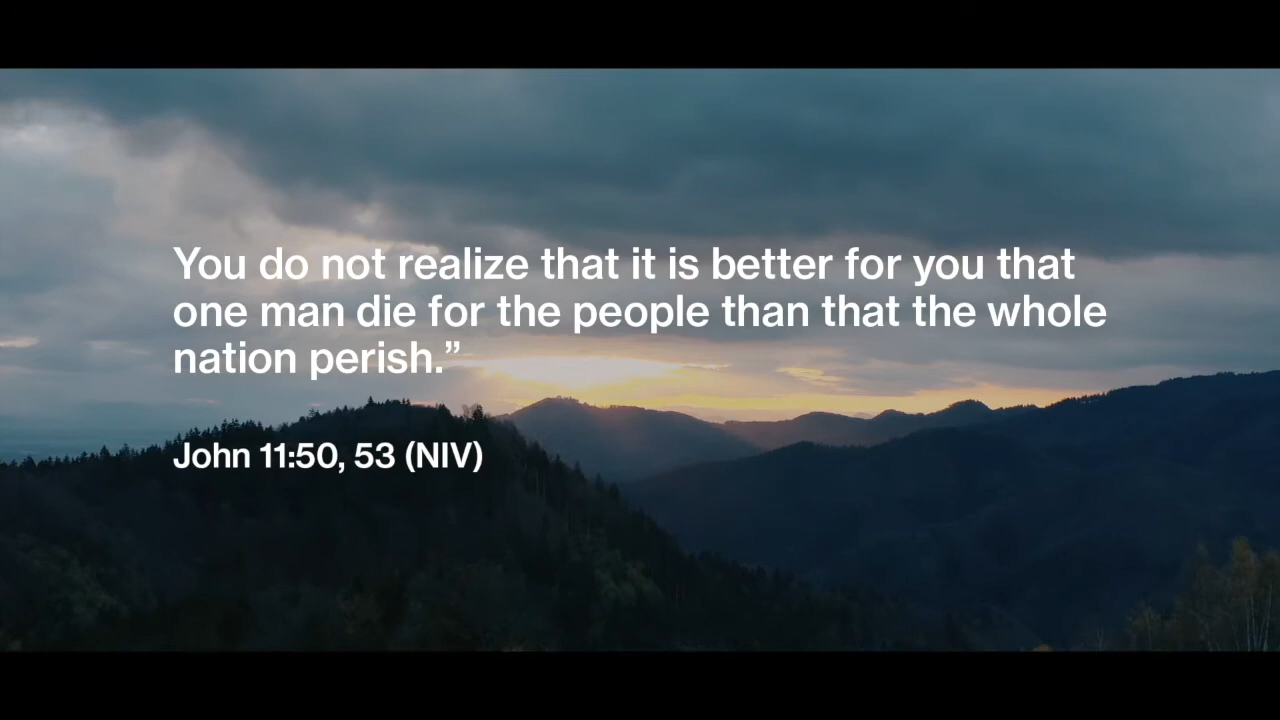 You do not realize that it is better for you that
one man die for the people than that the whole
nation perish.”
John 11:50, 53 (NIV)